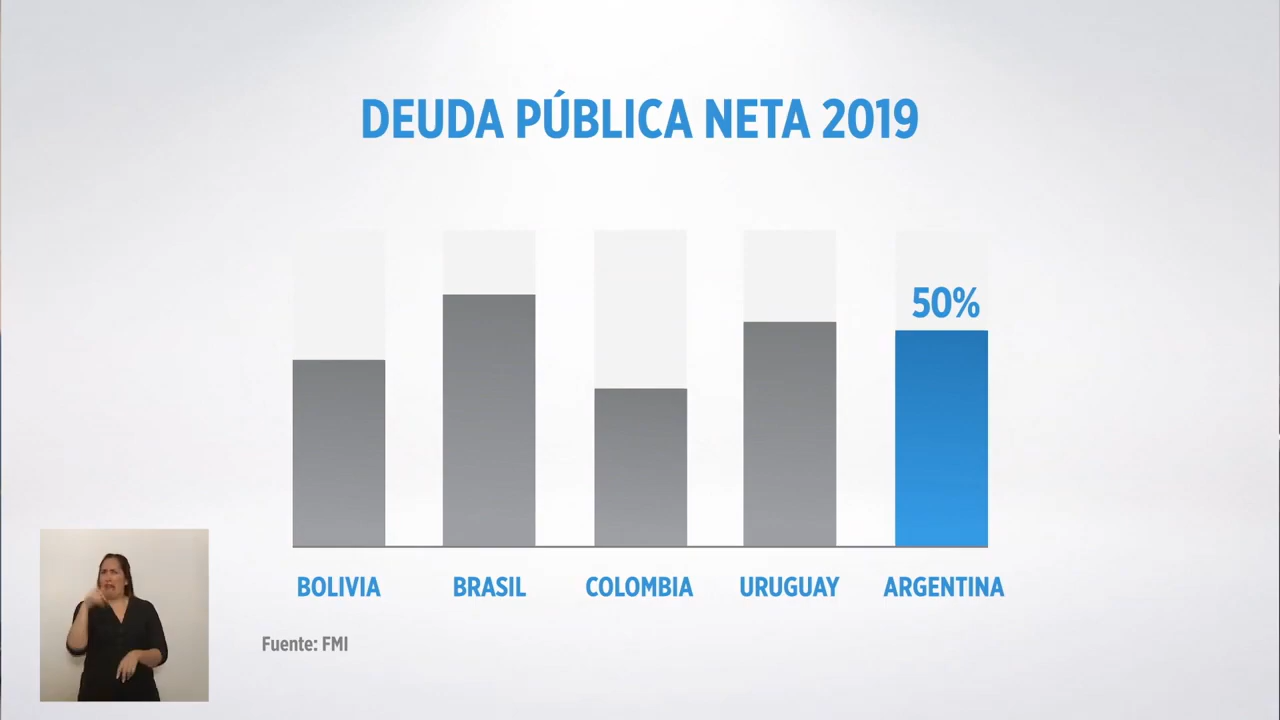 DEUDA PÚBLICA NETA 2019
50%
BOLIVIA BRASIL COLOMBIA URUGUAY ARGENTINA
Fuente: FMI